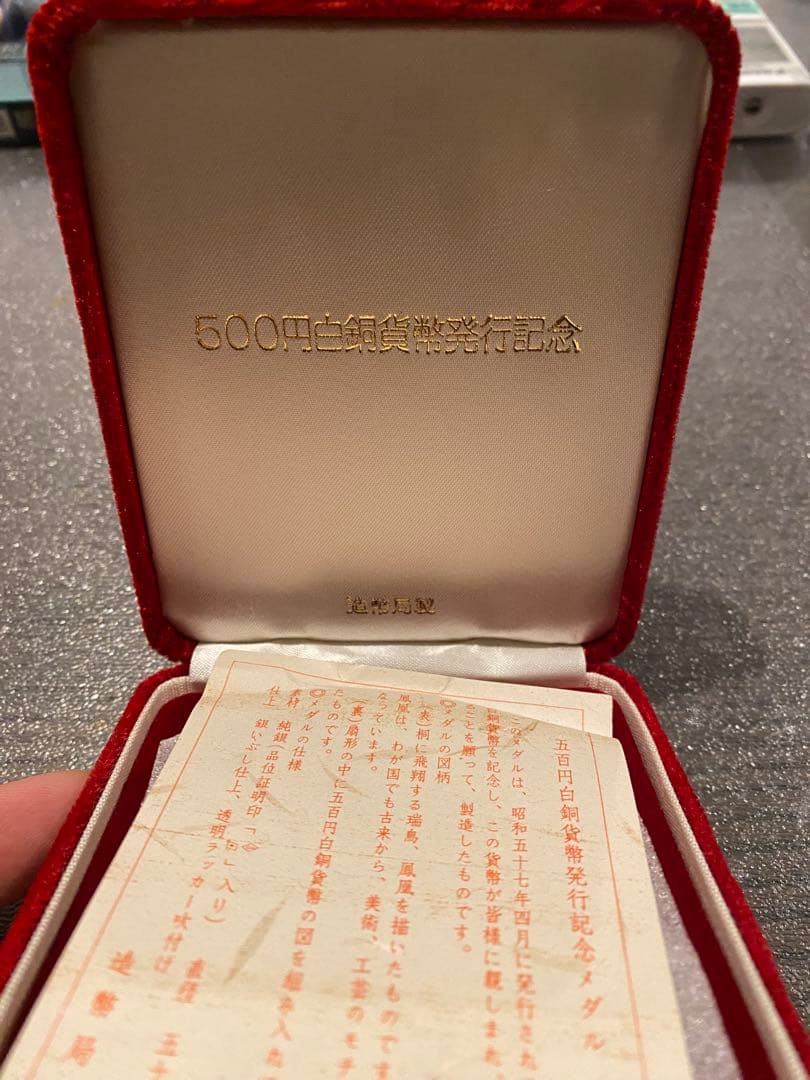 500円白銅貨幣発行記念
造幣局製
五百円白銅貨幣発行記念メダル
このメダルは、昭和五十七年四月に発行された
白銅貨幣を記念し、この貨幣が皆様に親しまれ、
ことを願って、製造したものです。
メダルの図柄
(表)桐に飛翔する瑞鳥、鳳凰を描いたものです
鳳凰は、わが国でも古来から、美術、工芸のモチ
なっています。
(裏)扇形の中に五百円白銅貨幣の図を組み入れ
たものです。
◎メダルの仕様
素材 純銀(品位証明印「」入り) 直径 五十
仕上 銀いぶし仕上、透明ラッカー吹付け
造幣局